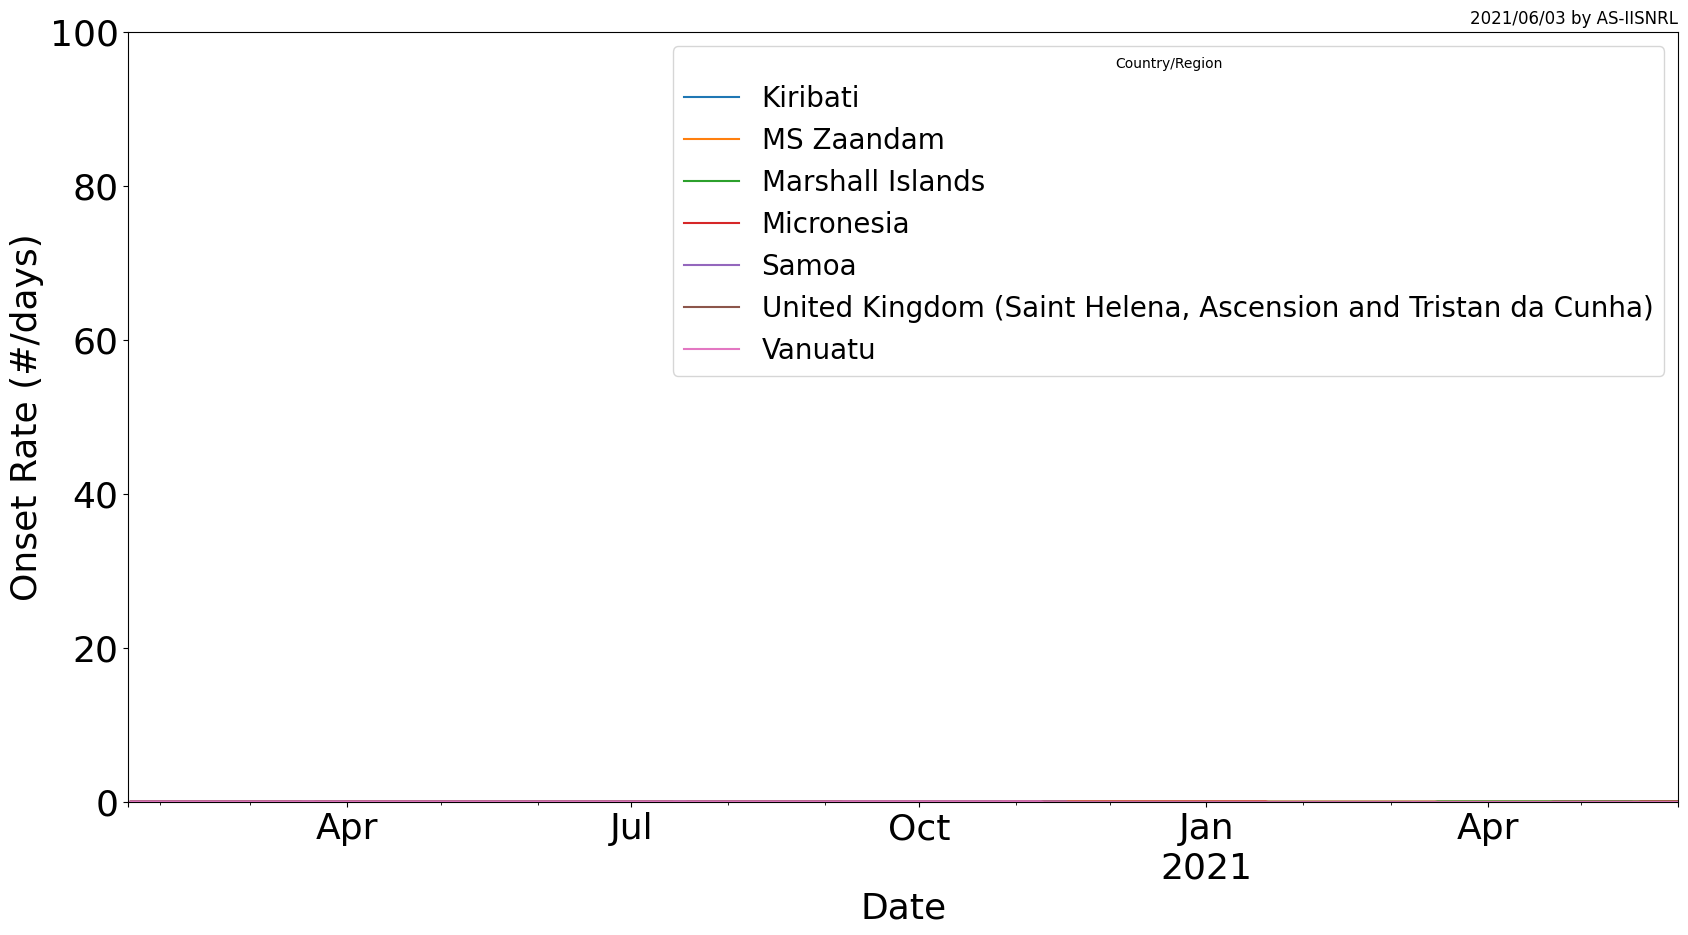 2021/06/03 by AS-IISNRL
100
80
60
40
20
0
Onset Rate (#/days)
Country/Region
Kiribati
MS Zaandam
Marshall Islands
Micronesia
Samoa
United Kingdom (Saint Helena, Ascension and Tristan da Cunha)
Vanuatu
Apr Jul Oct Jan Apr
2021
Date